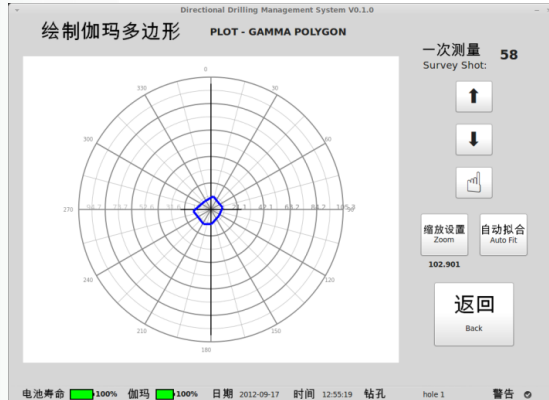 Directional Drilling Management System V0.1.0
绘制伽玛多边形 PLOT - GAMMA POLYGON
一次测量 58
Survey Shot:
0
330 30
300 60
270
240 120
210 150
180
缩放设置 自动拟合
Zoom Auto Fit
102.901
返回
Back
电池寿命 100% 伽玛 100% 日期 2012-09-17 时间 12:55:19 钻孔 hole 1 警告